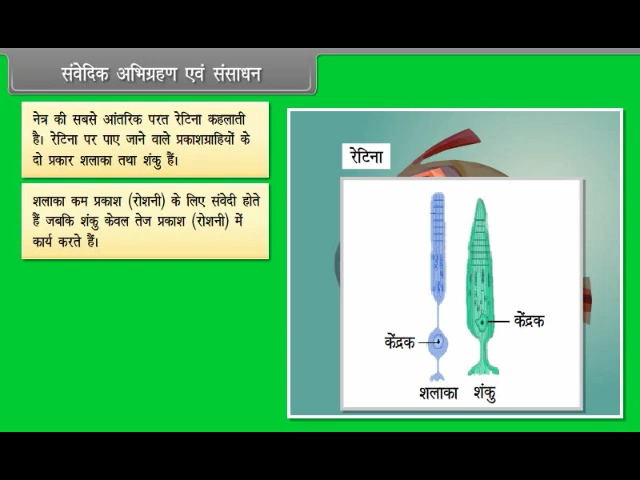 संवेदिक अभिग्रहण एवं संसाधन
नेत्र की सबसे आंतरिक परत रेटिना कहलाती
है। रेटिना पर पाए जाने वाले प्रकाशग्राहियों के
दो प्रकार शलाका तथा शंकु हैं।
शलाका कम प्रकाश (रोशनी) के लिए संवेदी होते
हैं जबकि शंकु केवल तेज प्रकाश (रोशनी) में
कार्य करते हैं।
रेटिना
केंद्रक
केंद्रक
शलाका शंकु